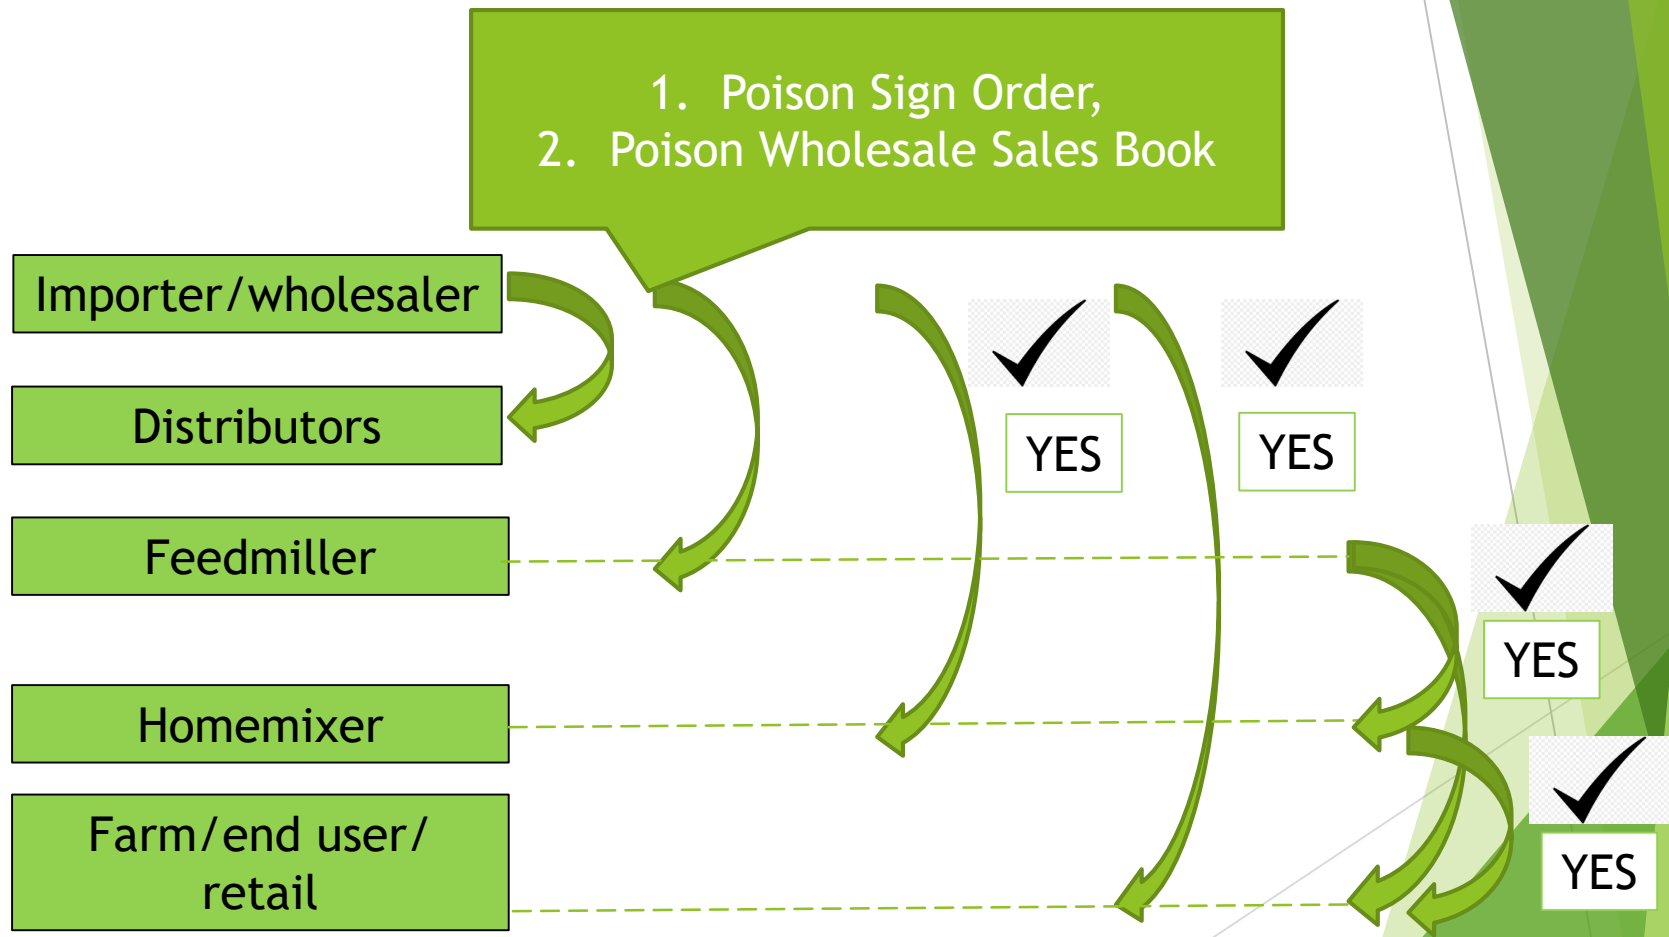 1. Poison Sign Order,
2. Poison Wholesale Sales Book
Importer/wholesaler
Distributors
YES
YES
Feedmiller
YES
Homemixer
Farm/end user/
retail
YES